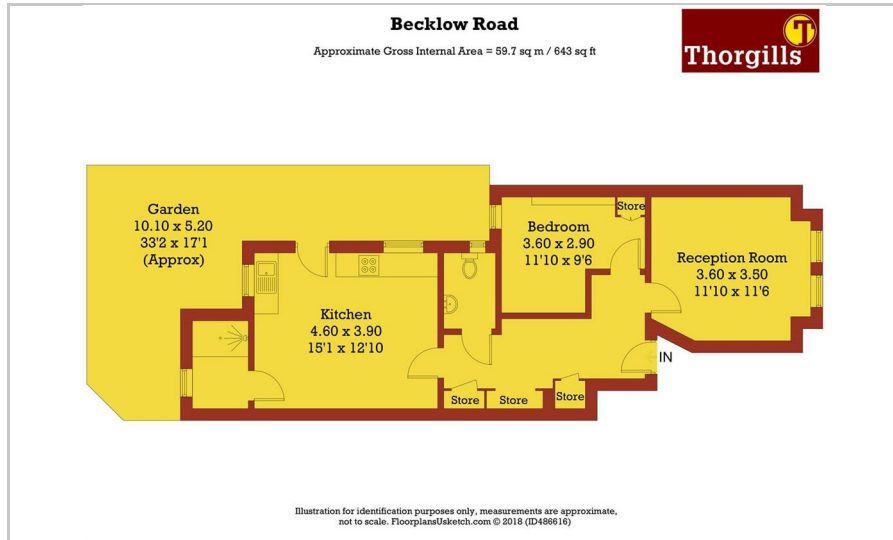 Becklow Road
Approximate Gross Internal Area = 59.7 sq m / 643 sq ft
T
Thorgills
Garden
10.10 x 5.20
33'2 x 17'1
(Approx)
Kitchen
4.60 x 3.90
15'1 x 12'10
Bedroom
3.60 x 2.90
11'10 x 9'6
Store
Reception Room
3.60 x 3.50
11'10 x 11'6
IN
Store
Store
Store
Illustration for identification purposes only, measurements are approximate,
not to scale. FloorplansUsketch.com © 2018 (ID486616)